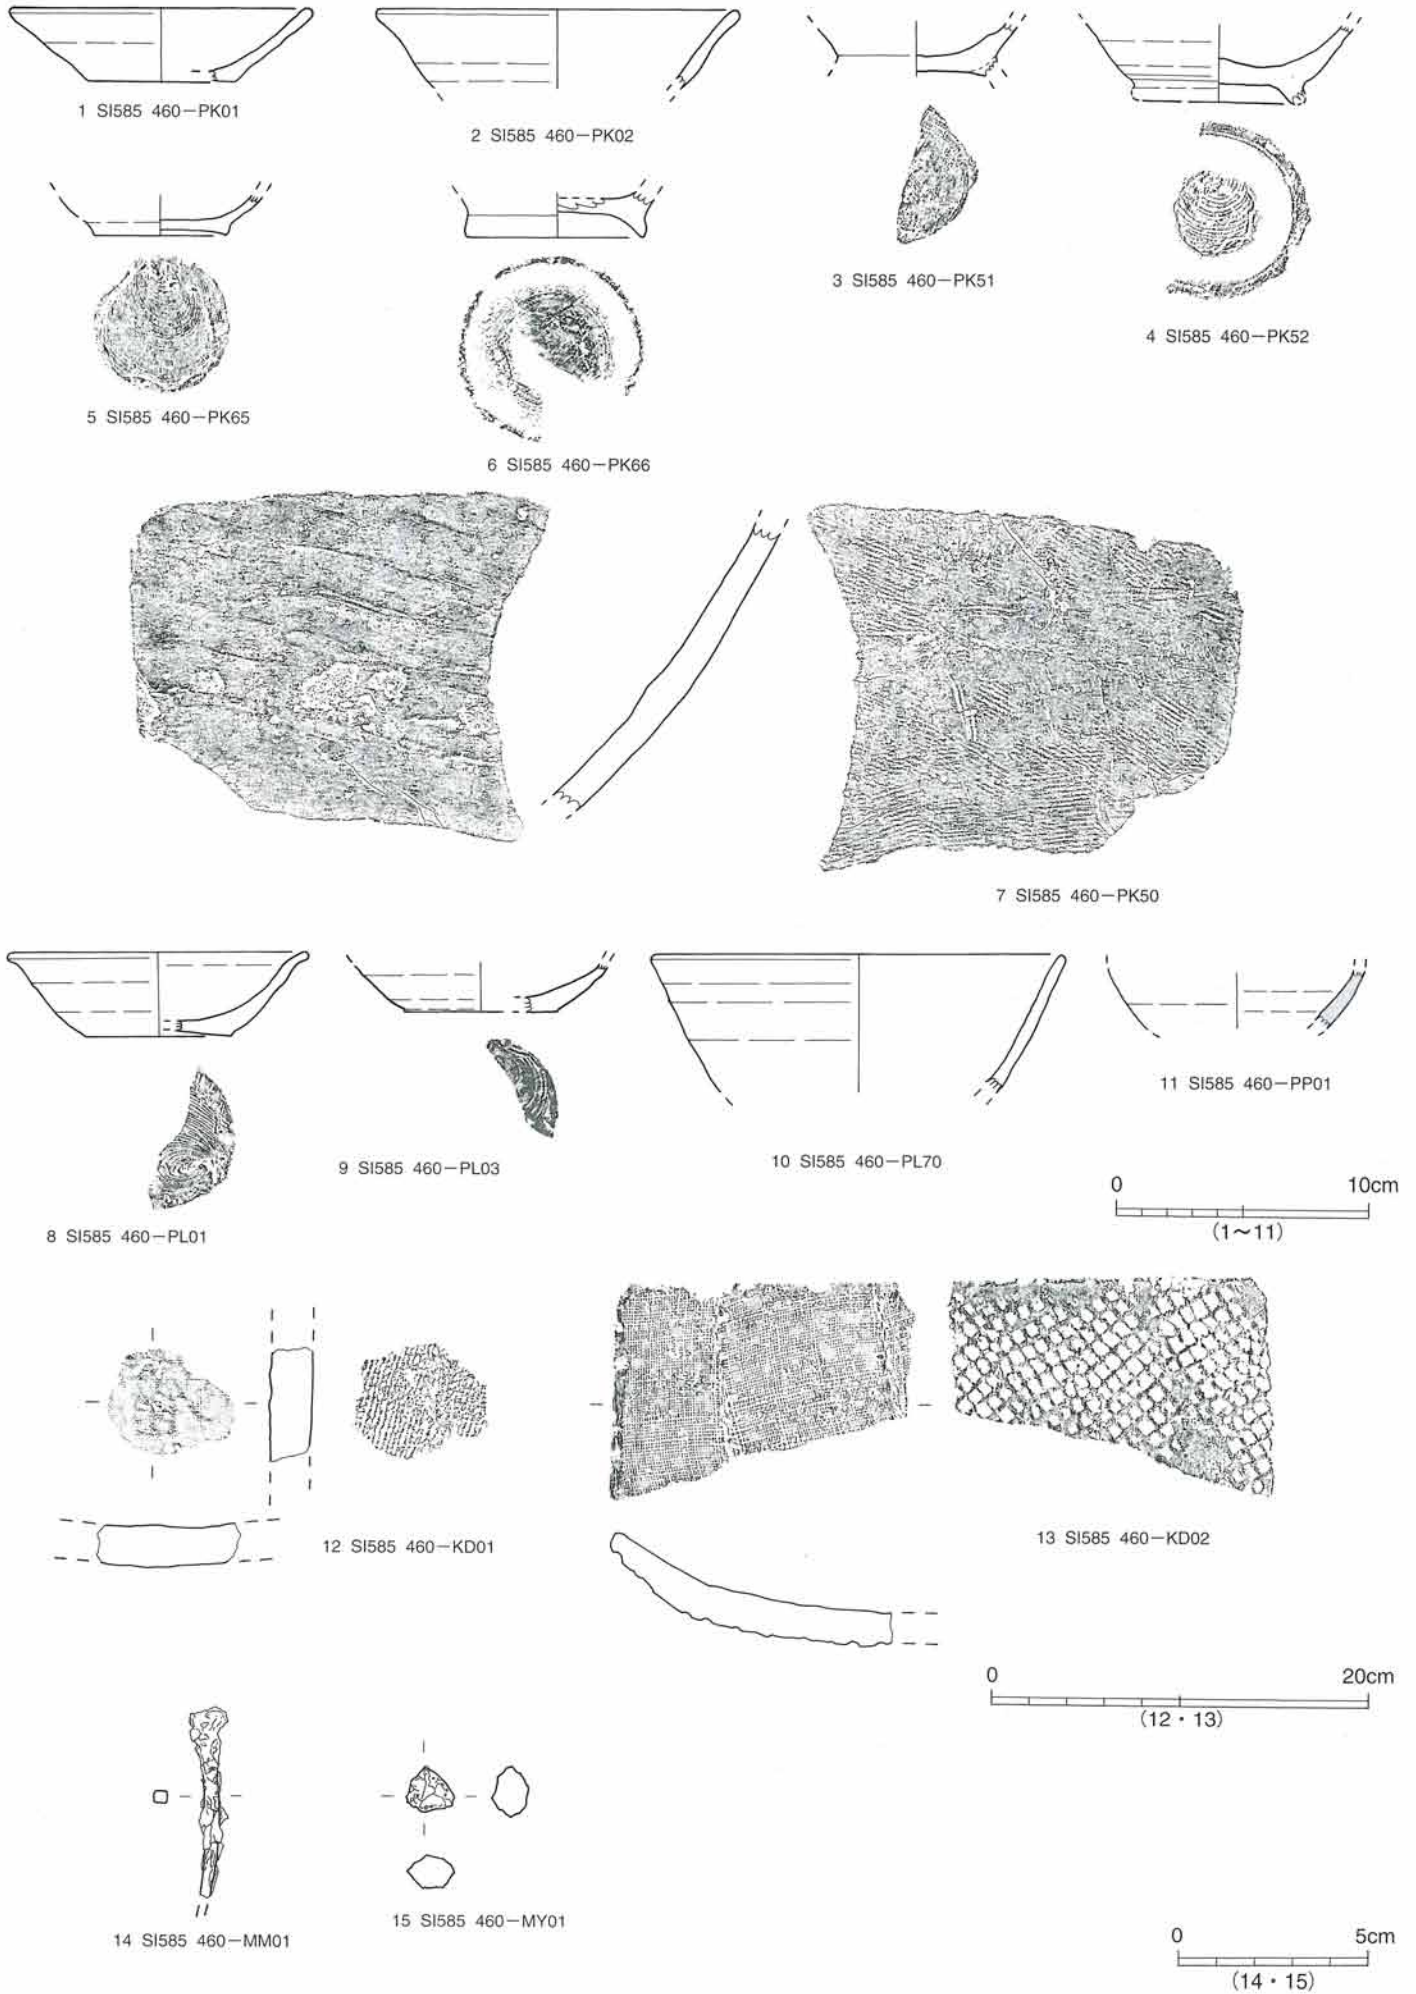 1 SI585 460−PK01
2 SI585 460−PK02
3 SI585 460−PK51
4 SI585 460−PK52
5 SI585 460−PK65
6 SI585 460−PK66
7 SI585 460−PK50
8 SI585 460−PL01
9 SI585 460−PL03
10 SI585 460−PL70
11 SI585 460−PP01
0 10cm
(1~11)
12 SI585 460−KD01
13 SI585 460−KD02
0 20cm
(12・13)
14 SI585 460−MM01
15 SI585 460−MY01
0 5cm
(14・15)